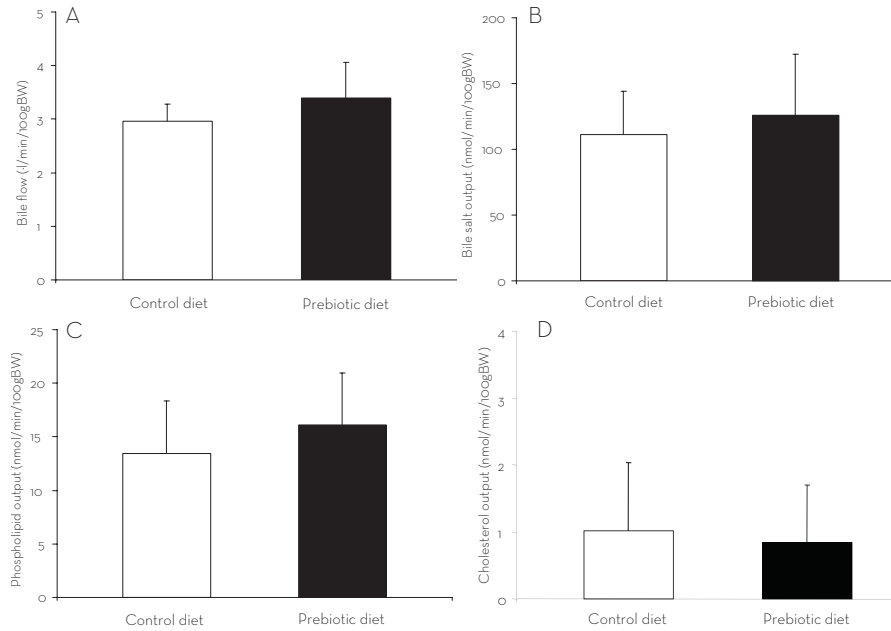 A
Bile flow (·l/min/100gBW)
5
4
3
2
1
0
Control diet
Prebiotic diet
B
Bile salt output (nmol/min/100gBW)
200
150
100
50
0
Control diet
Prebiotic diet
C
Phospholipid output (nmol/min/100gBW)
25
20
15
10
5
0
Control diet
Prebiotic diet
D
Cholesterol output (nmol/min/100gBW)
4
3
2
1
0
Control diet
Prebiotic diet